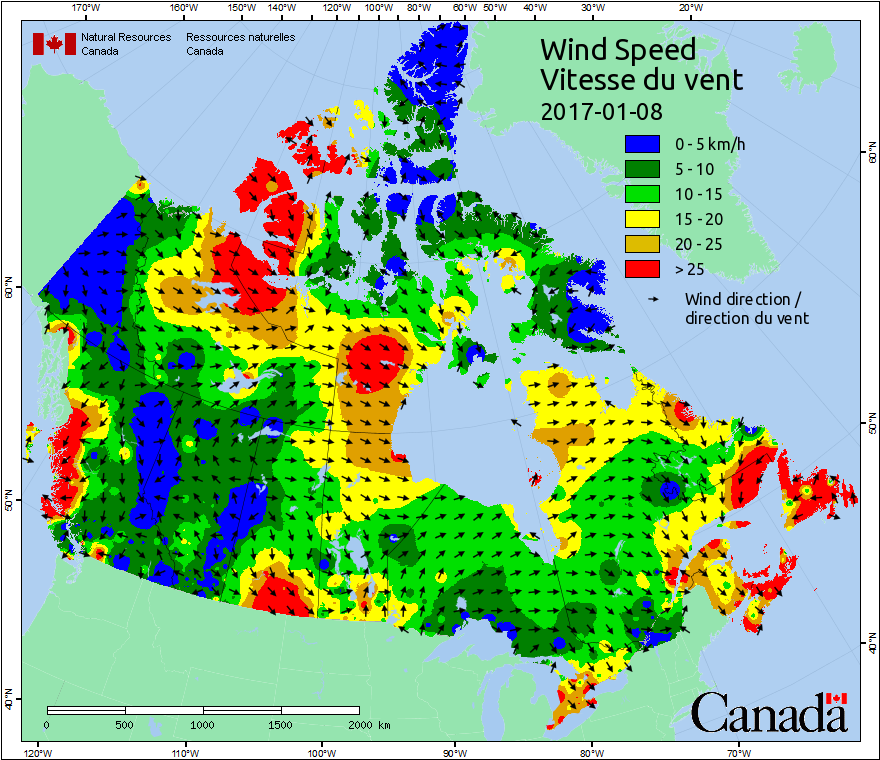 170°W 160°W 150°W 140°W 130°W 120°W 110°W 100°W 80°W 60°W 50°W 40°W 30°W 20°W
Natural Resources Ressources naturelles
Canada Canada
Wind Speed
Vitesse du vent
2017-01-08
0 - 5 km/h
5 - 10
10 - 15
15 - 20
20 - 25
> 25
Wind direction /
direction du vent
60°N
50°N
40°N
60°N
50°N
40°N
0 500 1000 1500 2000 km
Canada
120°W 110°W 100°W 90°W 80°W 70°W